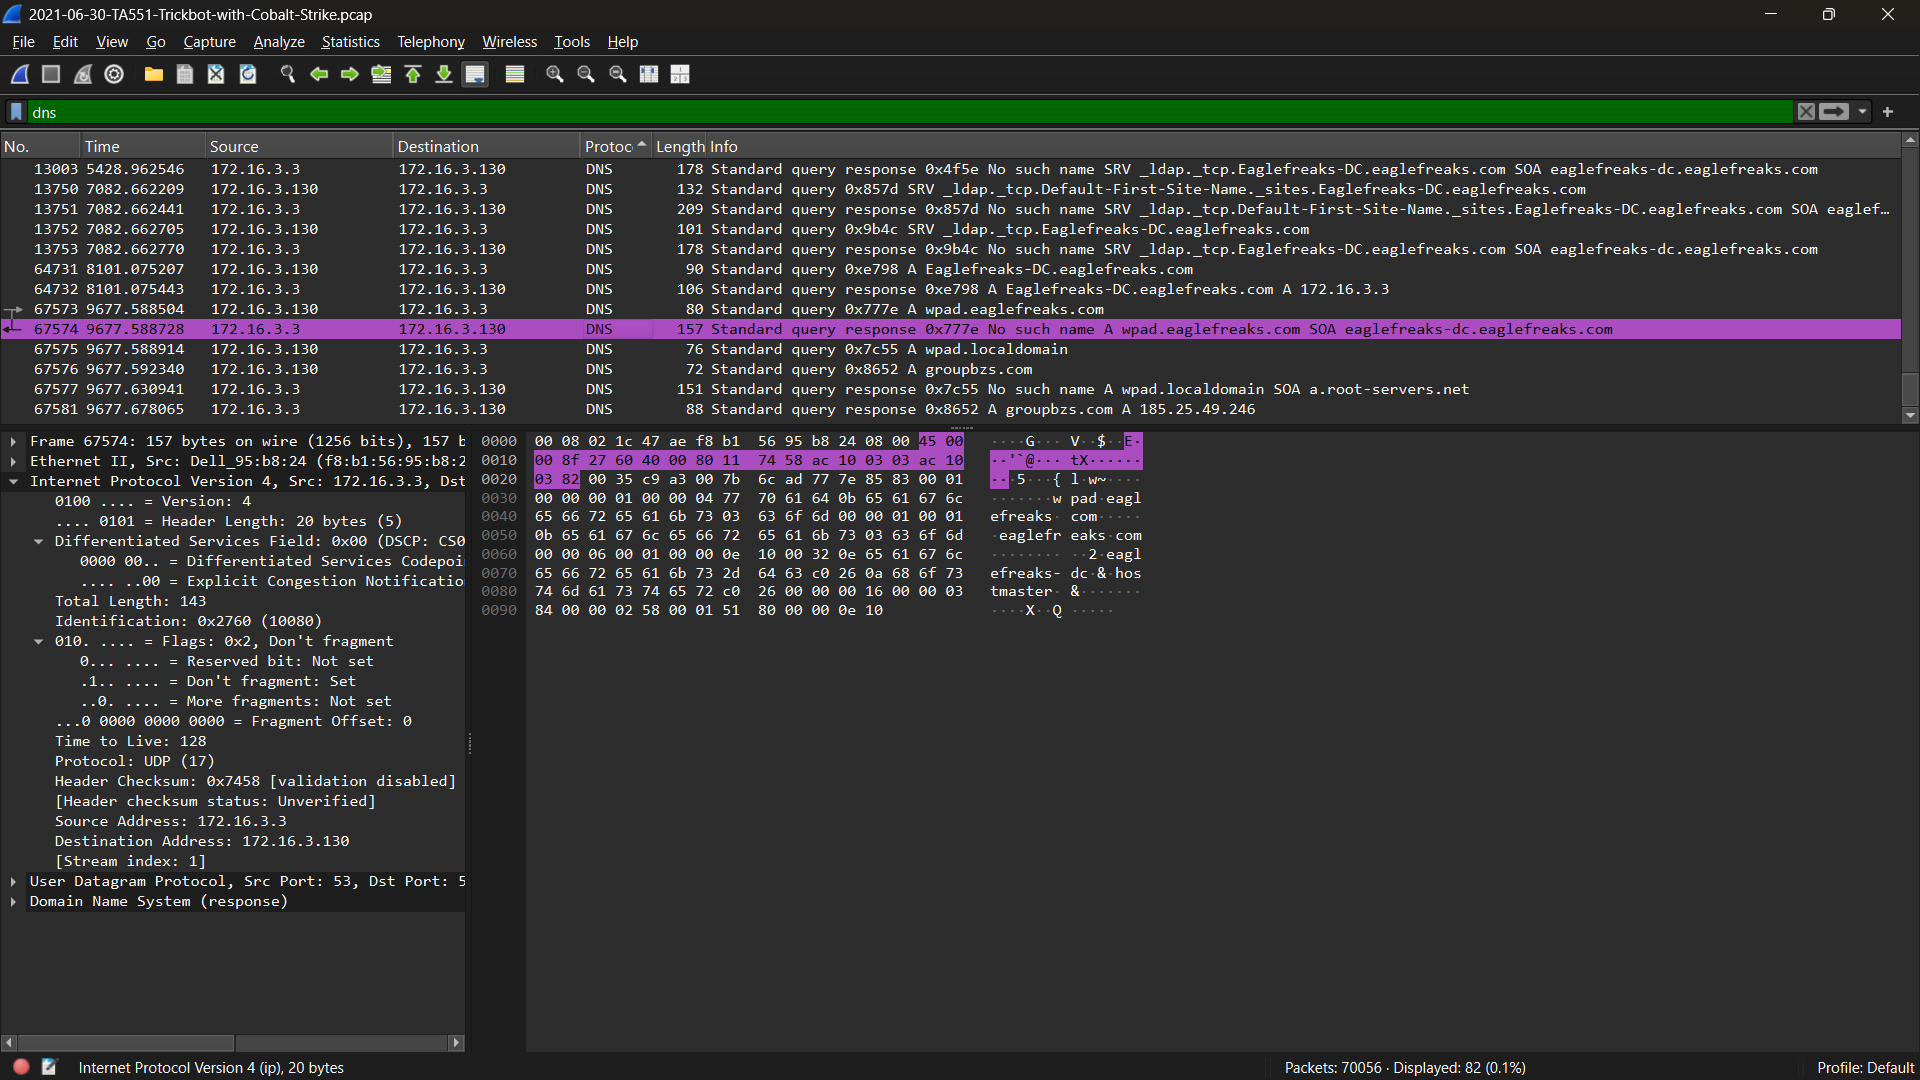 2021-06-30-TA551-Trickbot-with-Cobalt-Strike.pcap
File Edit View Go Capture Analyze Statistics Telephony Wireless Tools Help
dns
No. Time Source Destination Protoc Length Info
13003 5428.962546 172.16.3.3 172.16.3.130 DNS 178 Standard query response 0x4f5e No such name SRV _ldap._tcp.Eaglefreaks-DC.eaglefreaks.com SOA eaglefreaks-dc.eaglefreaks.com
13750 7082.662209 172.16.3.130 172.16.3.3 DNS 132 Standard query 0x857d SRV _ldap._tcp.Default-First-Site-Name._sites.Eaglefreaks-DC.eaglefreaks.com
13751 7082.662441 172.16.3.3 172.16.3.130 DNS 209 Standard query response 0x857d No such name SRV _ldap._tcp.Default-First-Site-Name._sites.Eaglefreaks-DC.eaglefreaks.com SOA eaglef…
13752 7082.662705 172.16.3.130 172.16.3.3 DNS 101 Standard query 0x9b4c SRV _ldap._tcp.Eaglefreaks-DC.eaglefreaks.com
13753 7082.662770 172.16.3.3 172.16.3.130 DNS 178 Standard query response 0x9b4c No such name SRV _ldap._tcp.Eaglefreaks-DC.eaglefreaks.com SOA eaglefreaks-dc.eaglefreaks.com
64731 8101.075207 172.16.3.130 172.16.3.3 DNS 90 Standard query 0xe798 A Eaglefreaks-DC.eaglefreaks.com
64732 8101.075443 172.16.3.3 172.16.3.130 DNS 106 Standard query response 0xe798 A Eaglefreaks-DC.eaglefreaks.com A 172.16.3.3
67573 9677.588504 172.16.3.130 172.16.3.3 DNS 80 Standard query 0x777e A wpad.eaglefreaks.com
67574 9677.588728 172.16.3.3 172.16.3.130 DNS 157 Standard query response 0x777e No such name A wpad.eaglefreaks.com SOA eaglefreaks-dc.eaglefreaks.com
67575 9677.588914 172.16.3.130 172.16.3.3 DNS 76 Standard query 0x7c55 A wpad.localdomain
67576 9677.592340 172.16.3.130 172.16.3.3 DNS 72 Standard query 0x8652 A groupbzs.com
67577 9677.630941 172.16.3.3 172.16.3.130 DNS 151 Standard query response 0x7c55 No such name A wpad.localdomain SOA a.root-servers.net
67581 9677.678065 172.16.3.3 172.16.3.130 DNS 88 Standard query response 0x8652 A groupbzs.com A 185.25.49.246
Frame 67574: 157 bytes on wire (1256 bits), 157 b
Ethernet II, Src: Dell_95:b8:24 (f8:b1:56:95:b8:2
Internet Protocol Version 4, Src: 172.16.3.3, Dst
0100 .... = Version: 4
.... 0101 = Header Length: 20 bytes (5)
Differentiated Services Field: 0x00 (DSCP: CS0
0000 00.. = Differentiated Services Codepoi
.... ..00 = Explicit Congestion Notificatio
Total Length: 143
Identification: 0x2760 (10080)
010. .... = Flags: 0x2, Don't fragment
0... .... = Reserved bit: Not set
.1.. .... = Don't fragment: Set
..0. .... = More fragments: Not set
...0 0000 0000 0000 = Fragment Offset: 0
Time to Live: 128
Protocol: UDP (17)
Header Checksum: 0x7458 [validation disabled]
[Header checksum status: Unverified]
Source Address: 172.16.3.3
Destination Address: 172.16.3.130
[Stream index: 1]
User Datagram Protocol, Src Port: 53, Dst Port: 5
Domain Name System (response)
0000 00 08 02 1c 47 ae f8 b1 56 95 b8 24 08 00 45 00 ····G··· V··$··E·
0010 00 8f 27 60 40 00 80 11 74 58 ac 10 03 03 ac 10 ··'`@··· tX······
0020 03 82 00 35 c9 a3 00 7b 6c ad 77 7e 85 83 00 01 ···5···{ l·w~····
0030 00 00 00 01 00 00 04 77 70 61 64 0b 65 61 67 6c ·······w pad·eagl
0040 65 66 72 65 61 6b 73 03 63 6f 6d 00 00 01 00 01 efreaks· com·····
0050 0b 65 61 67 6c 65 66 72 65 61 6b 73 03 63 6f 6d ·eaglefr eaks·com
0060 00 00 06 00 01 00 00 0e 10 00 32 0e 65 61 67 6c ········ ··2·eagl
0070 65 66 72 65 61 6b 73 2d 64 63 c0 26 0a 68 6f 73 efreaks- dc·&·hos
0080 74 6d 61 73 74 65 72 c0 26 00 00 00 16 00 00 03 tmaster· &·······
0090 84 00 00 02 58 00 01 51 80 00 00 0e 10 ····X··Q ·····
Internet Protocol Version 4 (ip), 20 bytes
Packets: 70056 · Displayed: 82 (0.1%)
Profile: Default